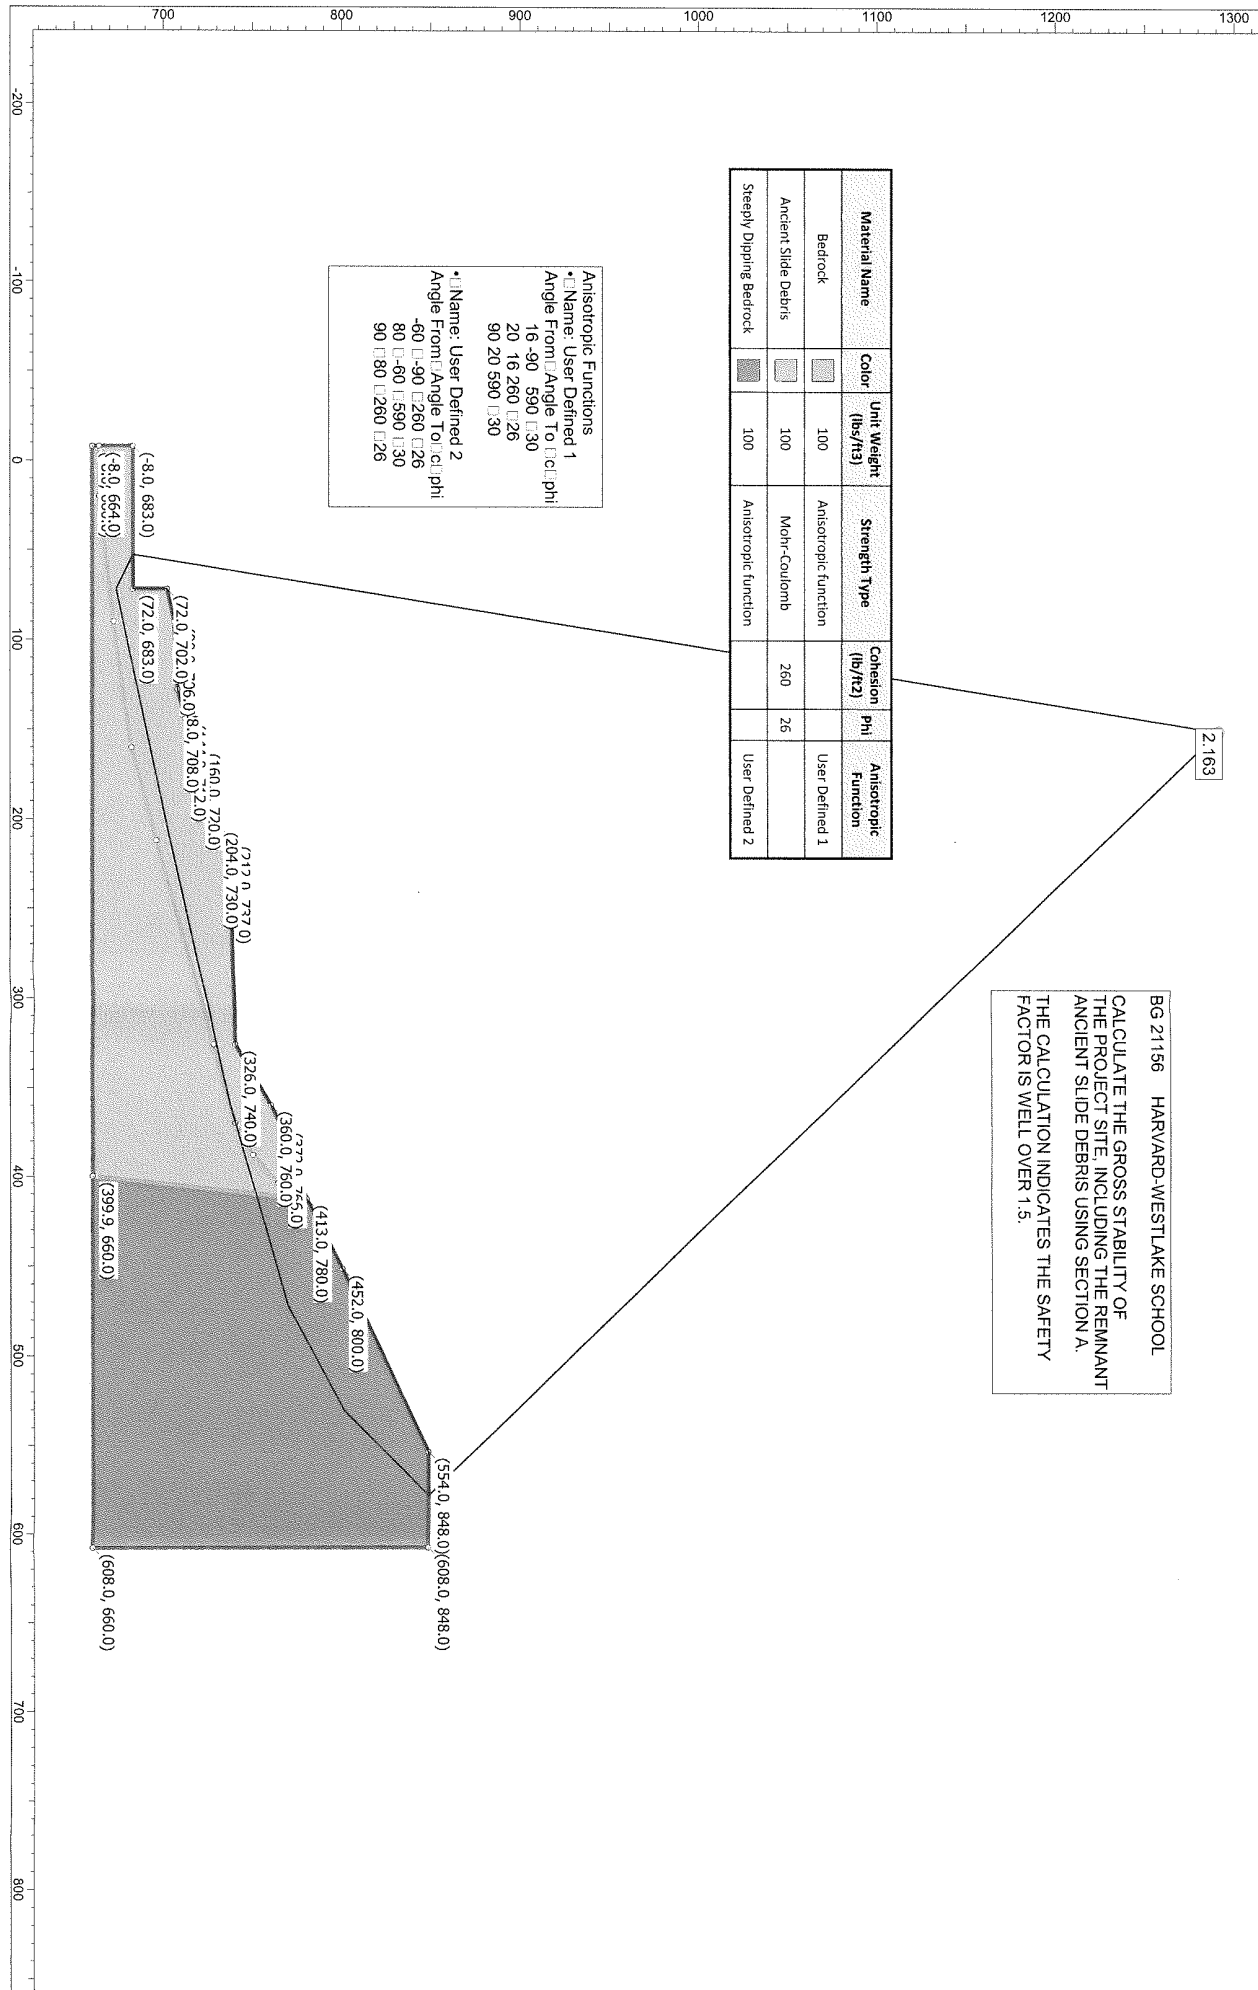 BG 21156 HARVARD-WESTLAKE SCHOOL
CALCULATE THE GROSS STABILITY OF
THE PROJECT SITE, INCLUDING THE REMNANT
ANCIENT SLIDE DEBRIS USING SECTION A.
THE CALCULATION INDICATES THE SAFETY
FACTOR IS WELL OVER 1.5.
2.163
Material Name Color Unit Weight (lbs/ft3) Strength Type Cohesion (lb/ft2) Phi Anisotropic Function
Bedrock 100 Anisotropic function User Defined 1
Ancient Slide Debris 100 Mohr-Coulomb 260 26
Steeply Dipping Bedrock 100 Anisotropic function User Defined 2
Anisotropic Functions
•□Name: User Defined 1
Angle From□Angle To □c□phi
16 -90 590 □30
20 16 260 □26
90 20 590 □30
•□Name: User Defined 2
Angle From□Angle To□c□phi
-60 □-90 □260 □26
80 □-60 □590 □30
90 □80 □260 □26
(-8.0, 683.0)
(-8.0, 664.0)
(72.0, 683.0)
(72.0, 702.0)
708.0)
(160.0, 720.0)
(204.0, 730.0)
(212.0, 737.0)
(326.0, 740.0)
(360.0, 760.0)
(413.0, 780.0)
(452.0, 800.0)
(554.0, 848.0)
(608.0, 848.0)
(399.9, 660.0)
(608.0, 660.0)
700 800 900 1000 1100 1200 1300
-200 -100 0 100 200 300 400 500 600 700 800